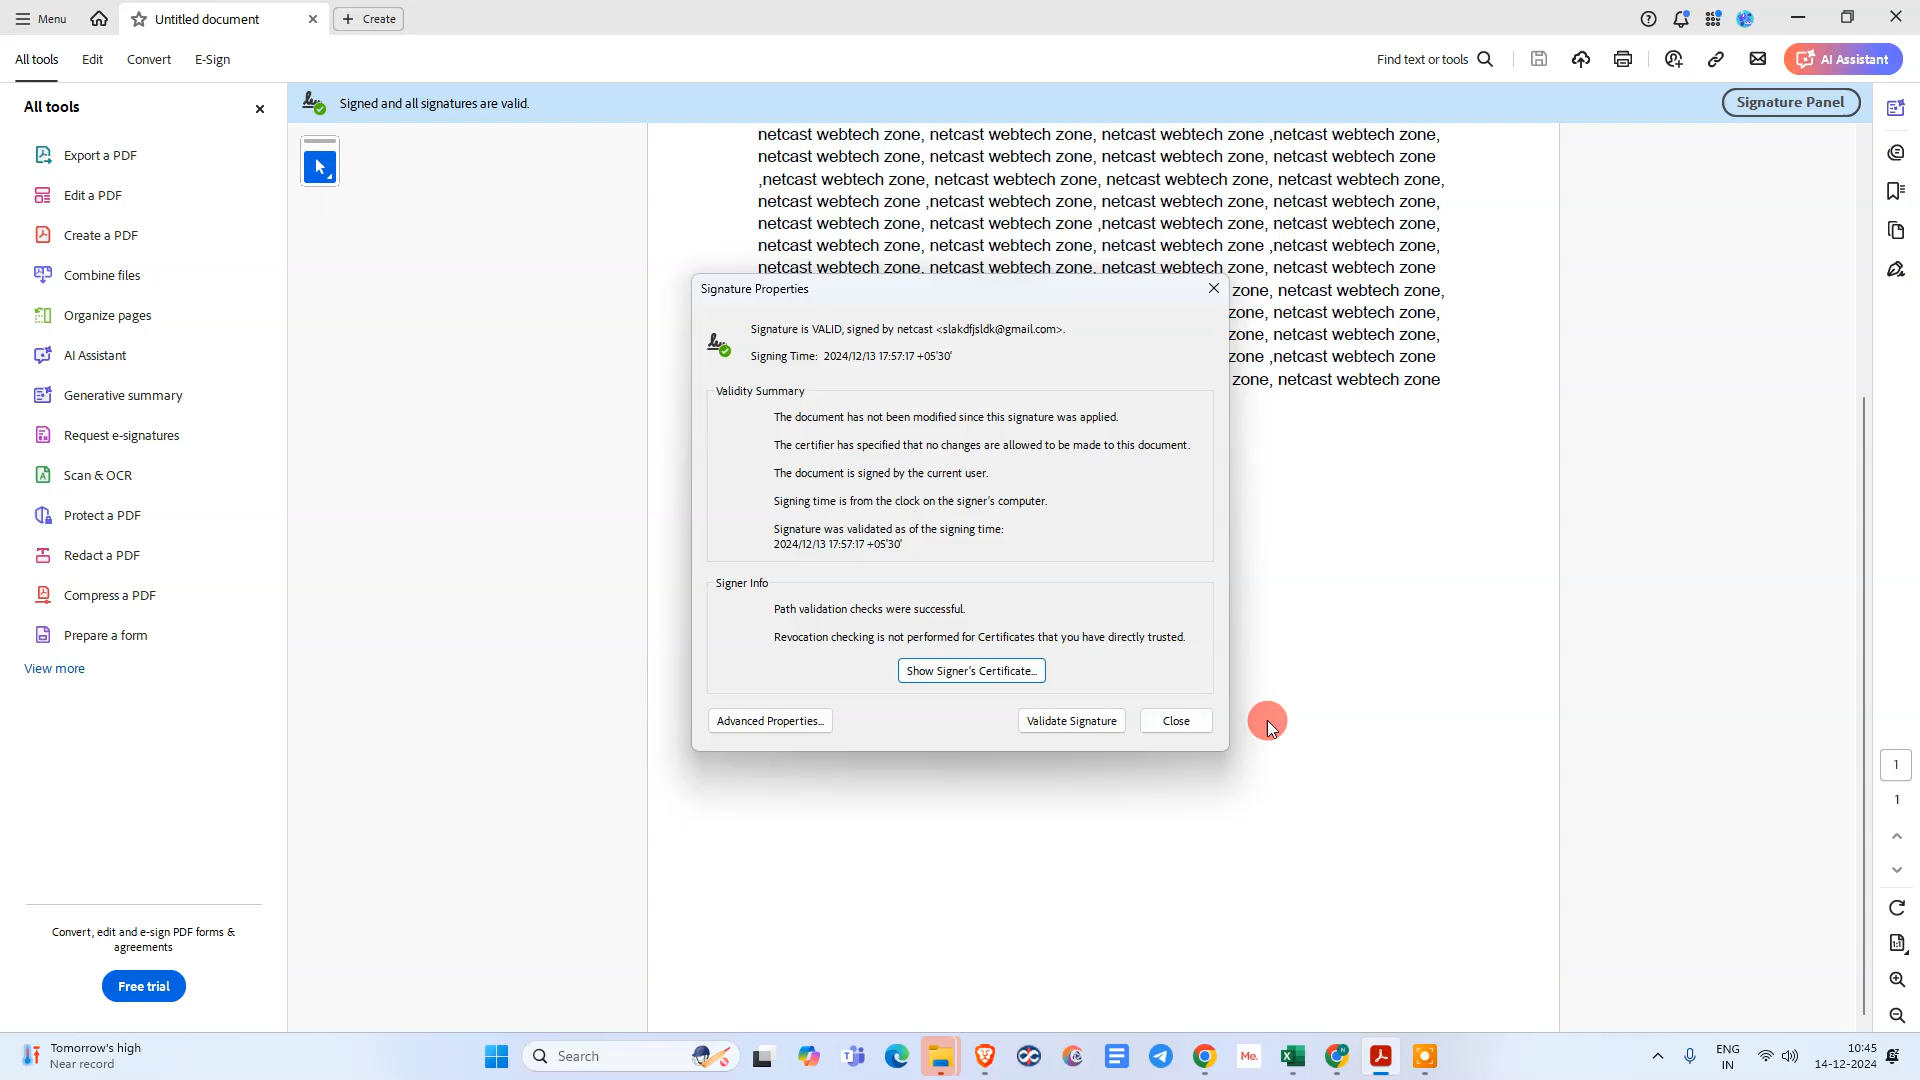 Menu
Untitled document
Create
All tools
Edit
Convert
E-Sign
Find text or tools
AI Assistant
All tools
Signed and all signatures are valid.
Signature Panel
Export a PDF
Edit a PDF
Create a PDF
Combine files
Organize pages
AI Assistant
Generative summary
Request e-signatures
Scan & OCR
Protect a PDF
Redact a PDF
Compress a PDF
Prepare a form
View more
Convert, edit and e-sign PDF forms &
agreements
Free trial
netcast webtech zone, netcast webtech zone, netcast webtech zone ,netcast webtech zone,
netcast webtech zone, netcast webtech zone, netcast webtech zone, netcast webtech zone
,netcast webtech zone, netcast webtech zone, netcast webtech zone, netcast webtech zone,
netcast webtech zone ,netcast webtech zone, netcast webtech zone, netcast webtech zone,
netcast webtech zone, netcast webtech zone ,netcast webtech zone, netcast webtech zone,
netcast webtech zone, netcast webtech zone, netcast webtech zone ,netcast webtech zone,
netcast webtech zone, netcast webtech zone, netcast webtech zone, netcast webtech zone
zone, netcast webtech zone,
zone, netcast webtech zone,
zone, netcast webtech zone,
zone ,netcast webtech zone
zone, netcast webtech zone
Signature Properties
Signature is VALID, signed by netcast <slakdfjsldk@gmail.com>.
Signing Time: 2024/12/13 17:57:17 +05'30'
Validity Summary
The document has not been modified since this signature was applied.
The certifier has specified that no changes are allowed to be made to this document.
The document is signed by the current user.
Signing time is from the clock on the signer's computer.
Signature was validated as of the signing time:
2024/12/13 17:57:17 +05'30'
Signer Info
Path validation checks were successful.
Revocation checking is not performed for Certificates that you have directly trusted.
Show Signer's Certificate...
Advanced Properties...
Validate Signature
Close
1
1
1:1
Tomorrow's high
Near record
Search
Me.
ENG
IN
10:45
14-12-2024